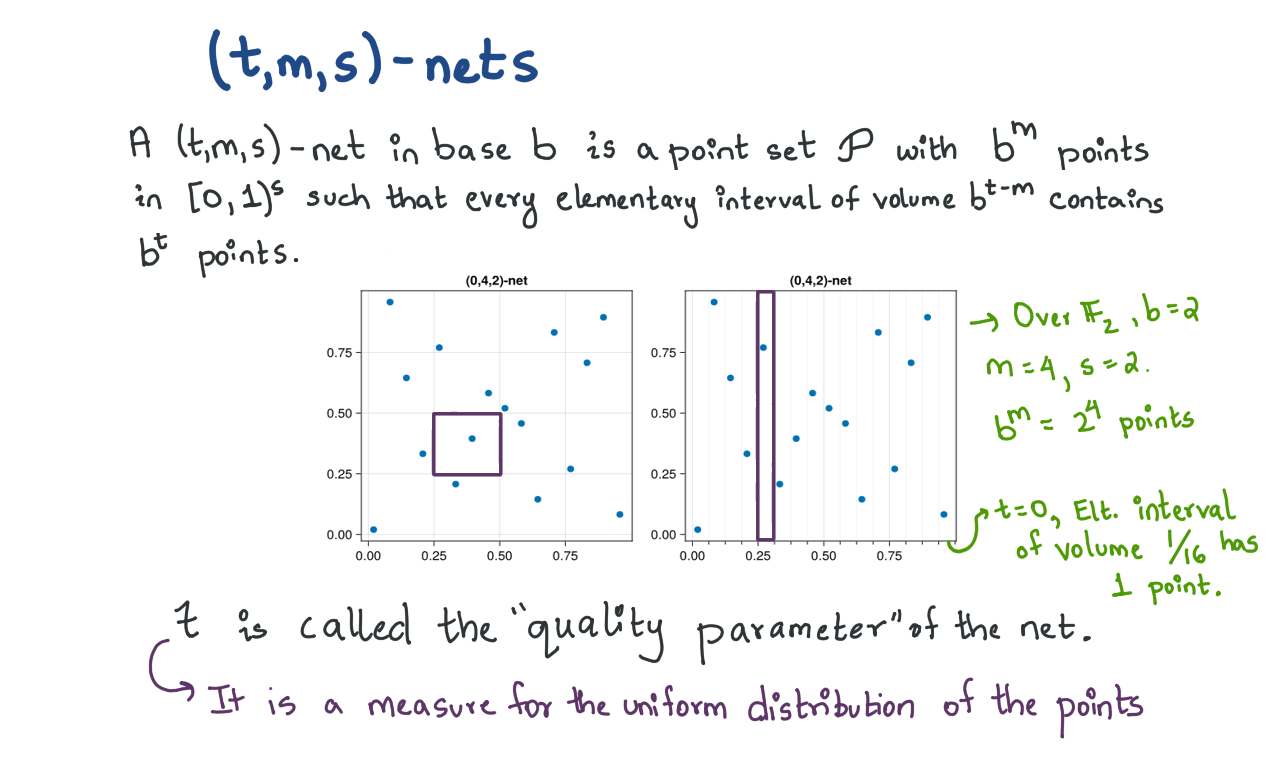 (t,m,s)-nets
A (t,m,s)-net in base b is a point set P with b^m points
in [0,1)^s such that every elementary interval of volume b^t-m contains
b^t points.
(0,4,2)-net
0.75
0.50
0.25
0.00
0.00 0.25 0.50 0.75
(0,4,2)-net
0.75
0.50
0.25
0.00
0.00 0.25 0.50 0.75
→ Over 𝔽₂, b=2
m=4, s=2.
b^m = 2^4 points
t=0, Elt. interval
of volume 1/16 has
1 point.
t is called the "quality parameter" of the net.
It is a measure for the uniform distribution of the points